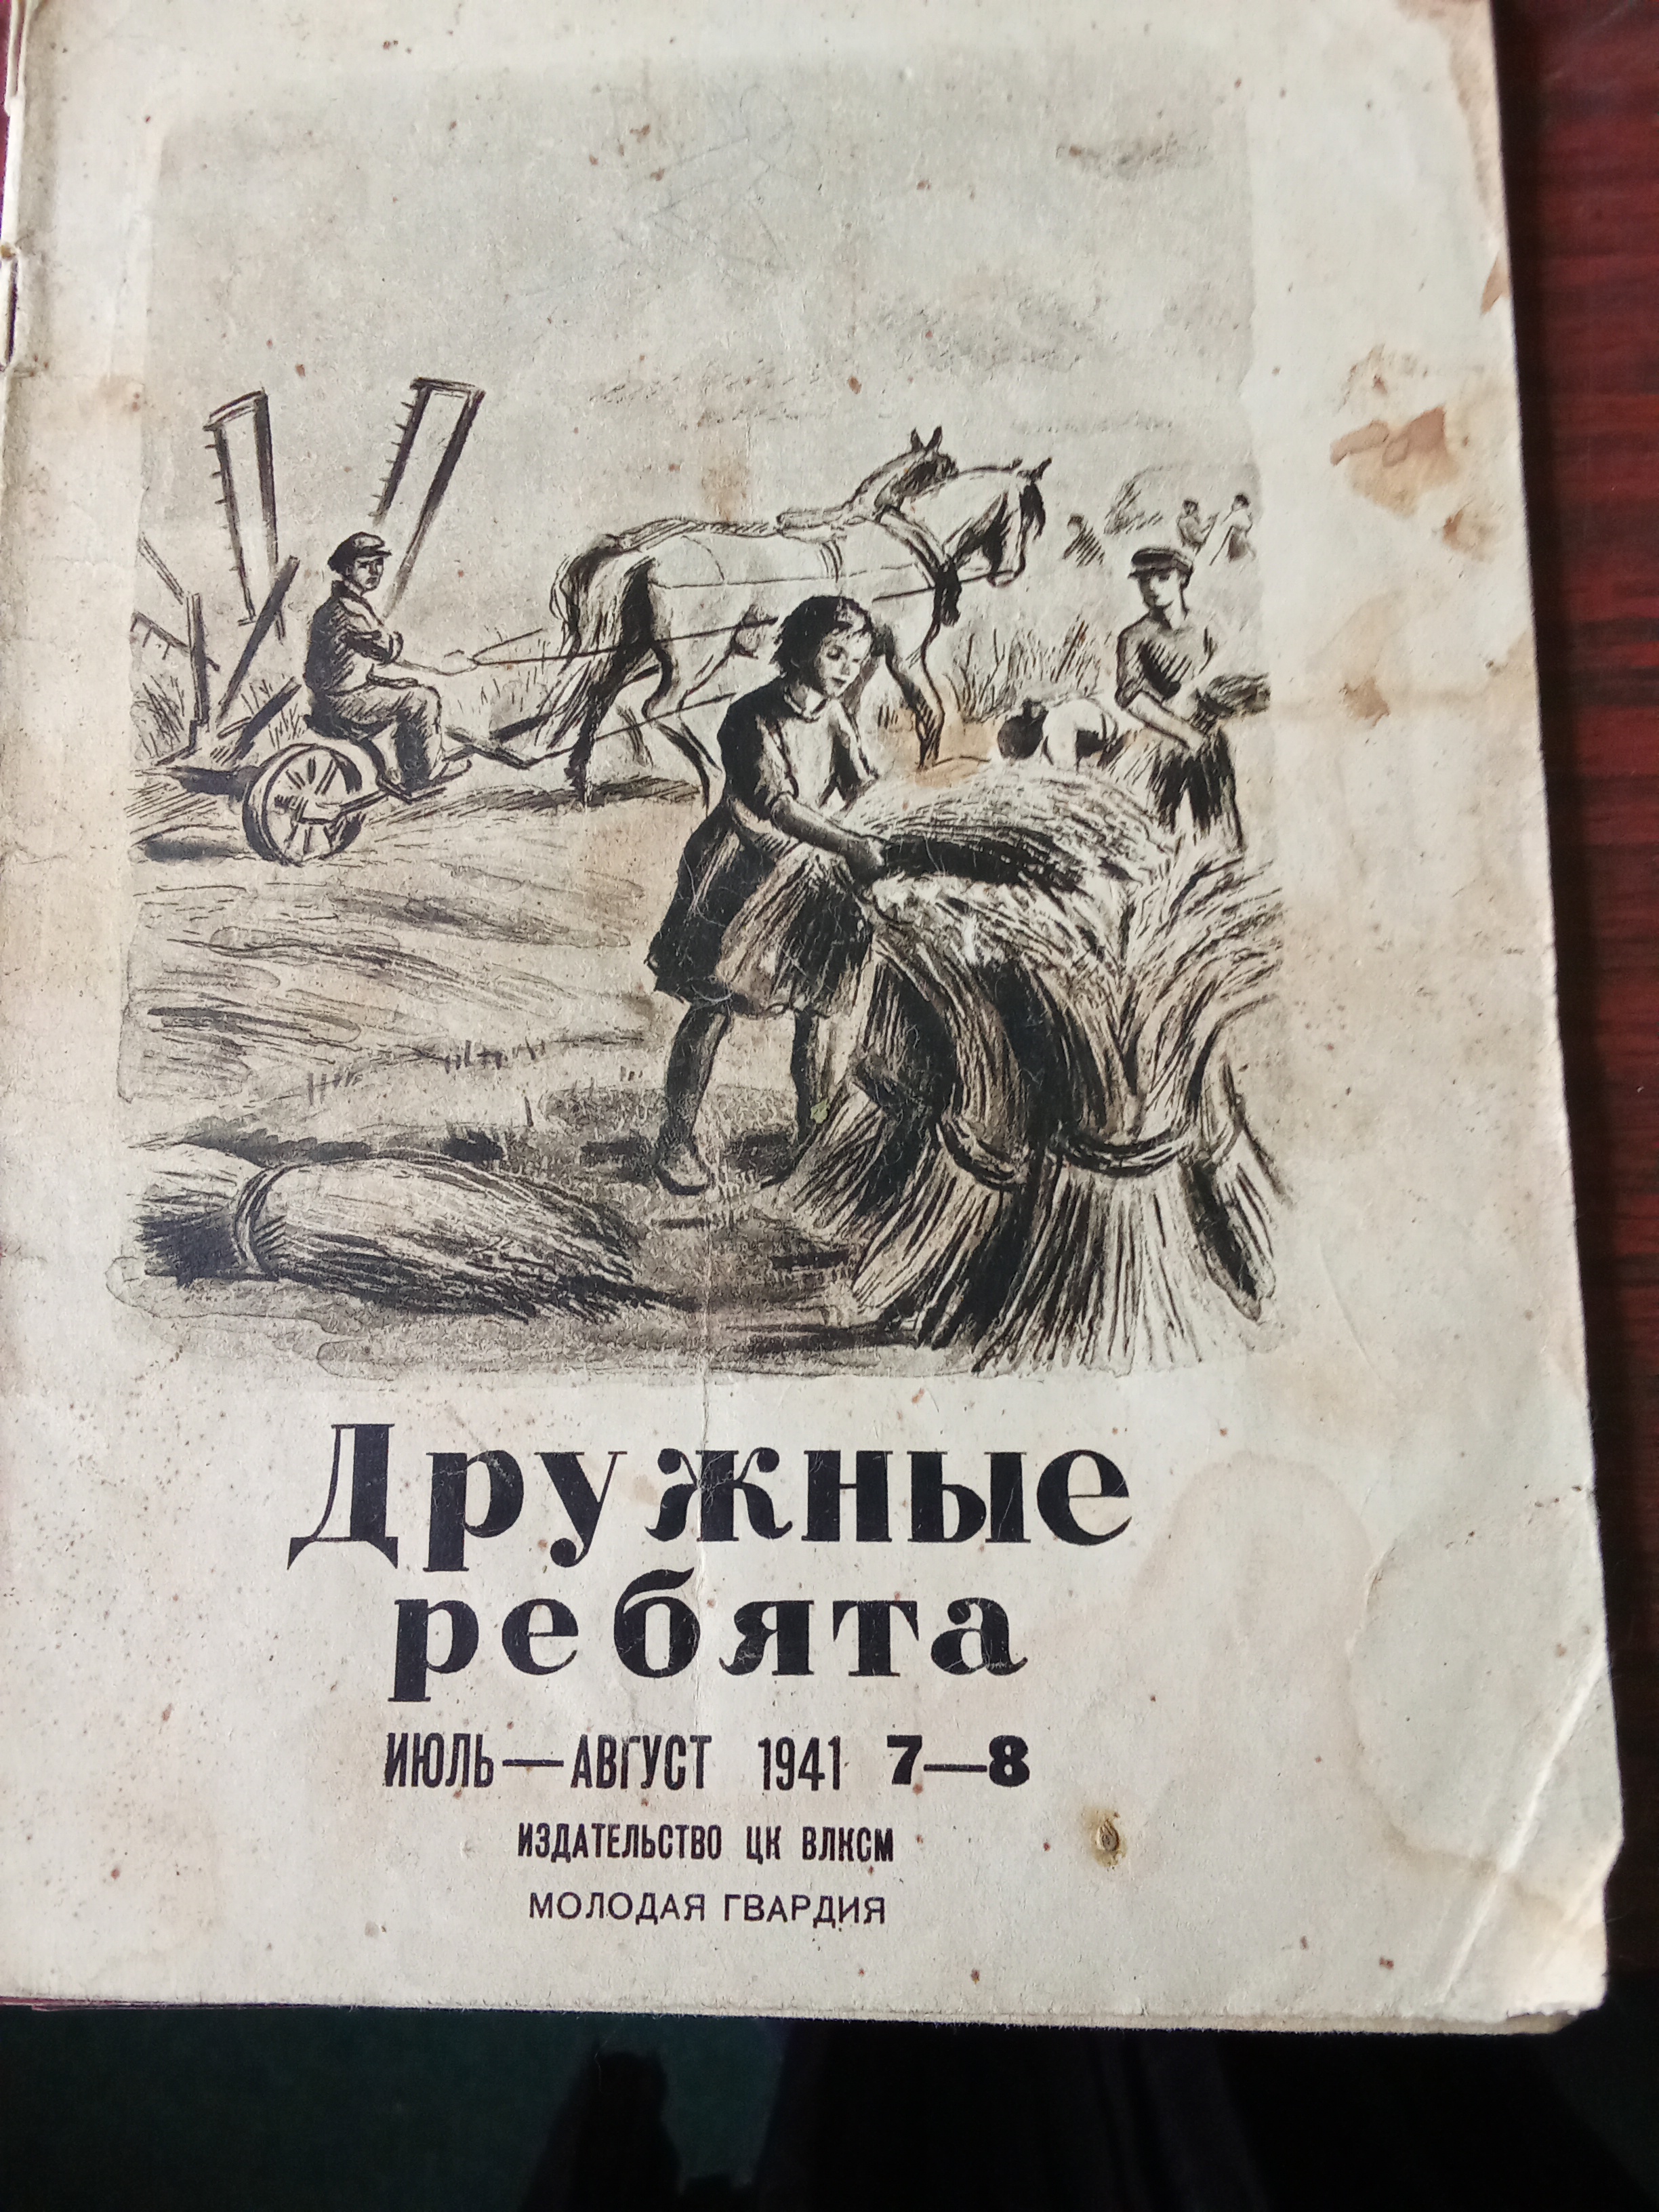 Дружные
ребята
ИЮЛЬ—АВГУСТ 1941 7—8
ИЗДАТЕЛЬСТВО ЦК ВЛКСМ
МОЛОДАЯ ГВАРДИЯ